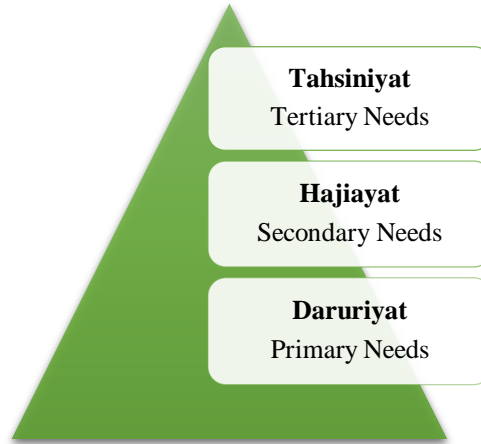 Tahsiniyat
Tertiary Needs
Hajiayat
Secondary Needs
Daruriyat
Primary Needs